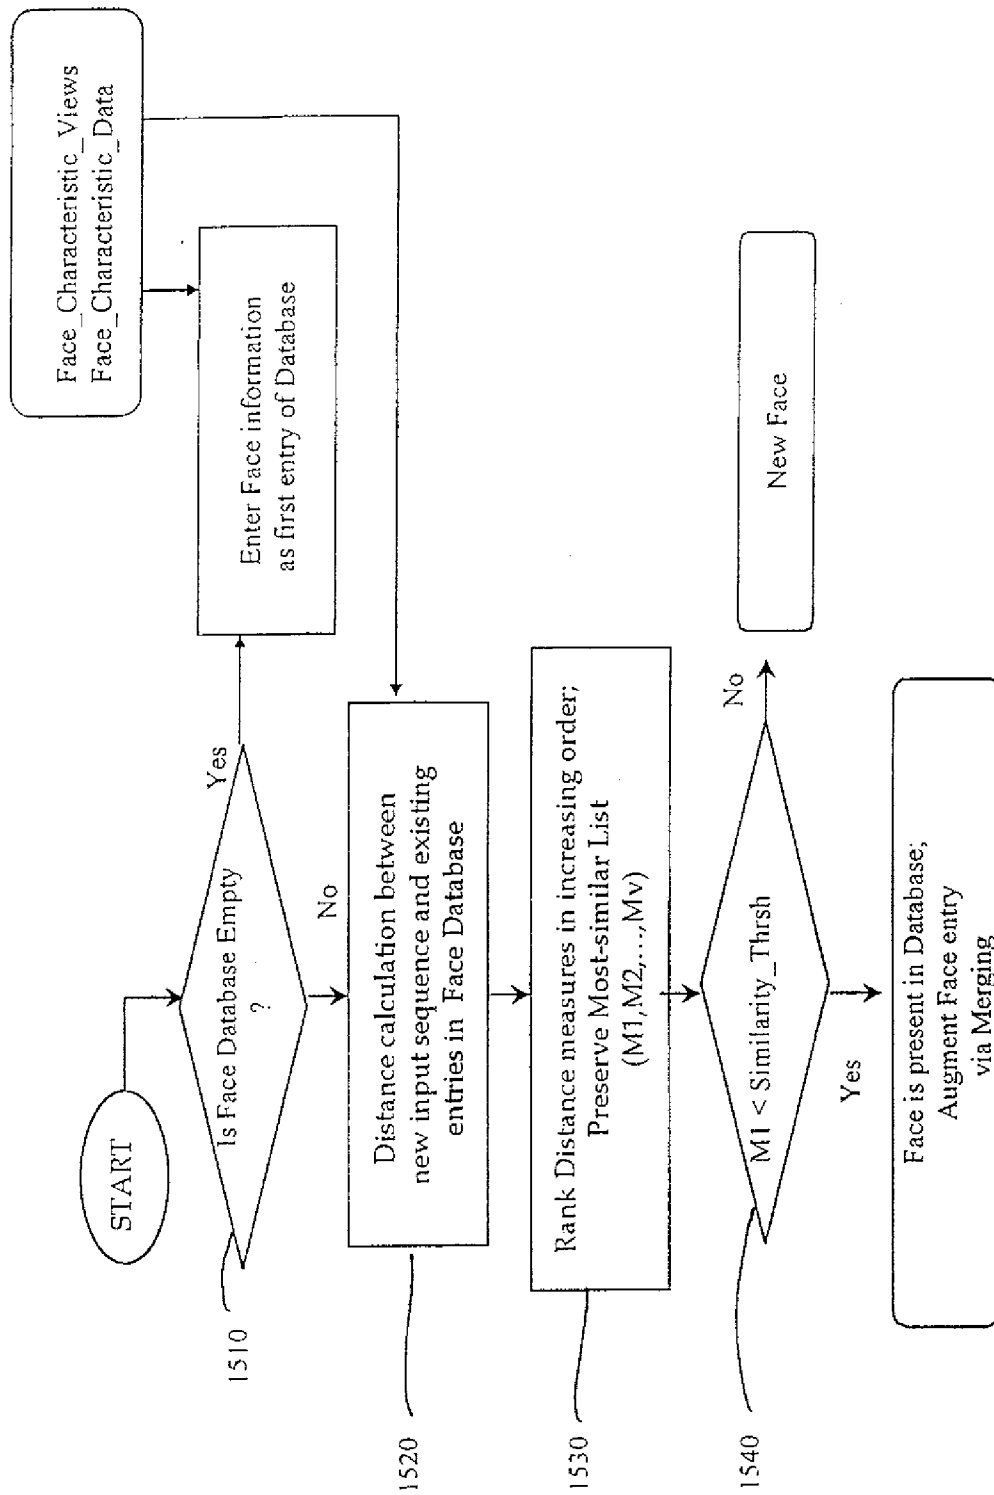 START
Face_Characteristic_Views
Face_Characteristic_Data
1510
Is Face Database Empty
?
Yes
Enter Face information
as first entry of Database
No
1520
Distance calculation between
new input sequence and existing
entries in Face Database
1530
Rank Distance measures in increasing order;
Preserve Most-similar List
(M1,M2,...,Mv)
1540
M1 < Similarity_Thrsh
No
New Face
Yes
Face is present in Database;
Augment Face entry
via Merging